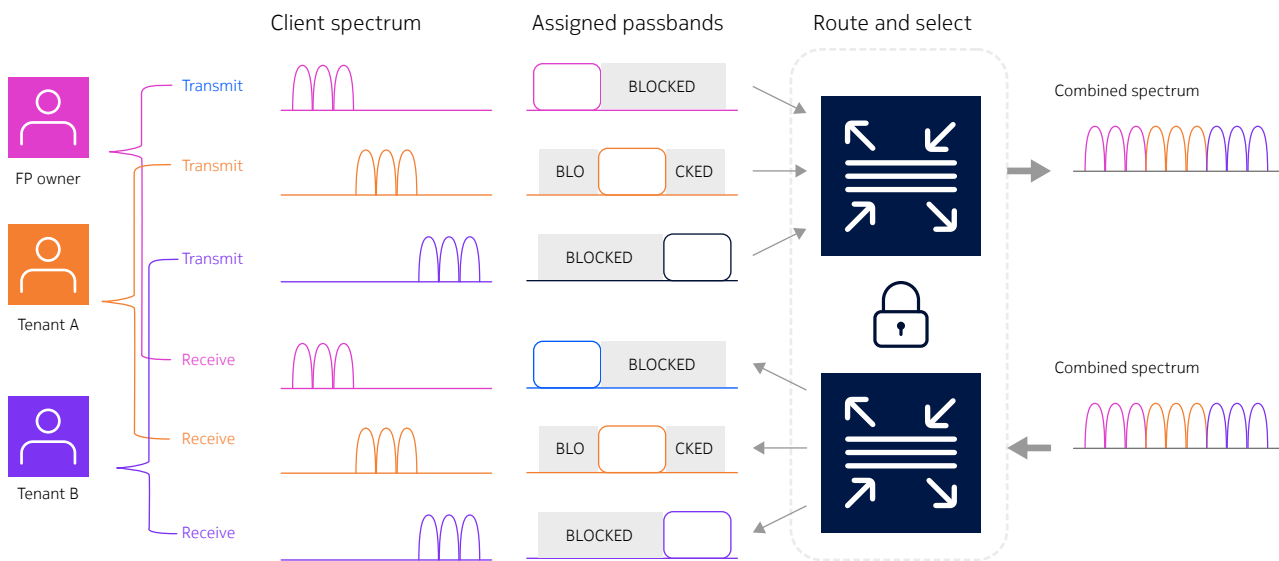 Client spectrum
Assigned passbands
Route and select
FP owner
Tenant A
Tenant B
Transmit
BLOCKED
Transmit
BLO
CKED
Transmit
BLOCKED
Receive
BLOCKED
Receive
BLO
CKED
Receive
BLOCKED
Combined spectrum
Combined spectrum